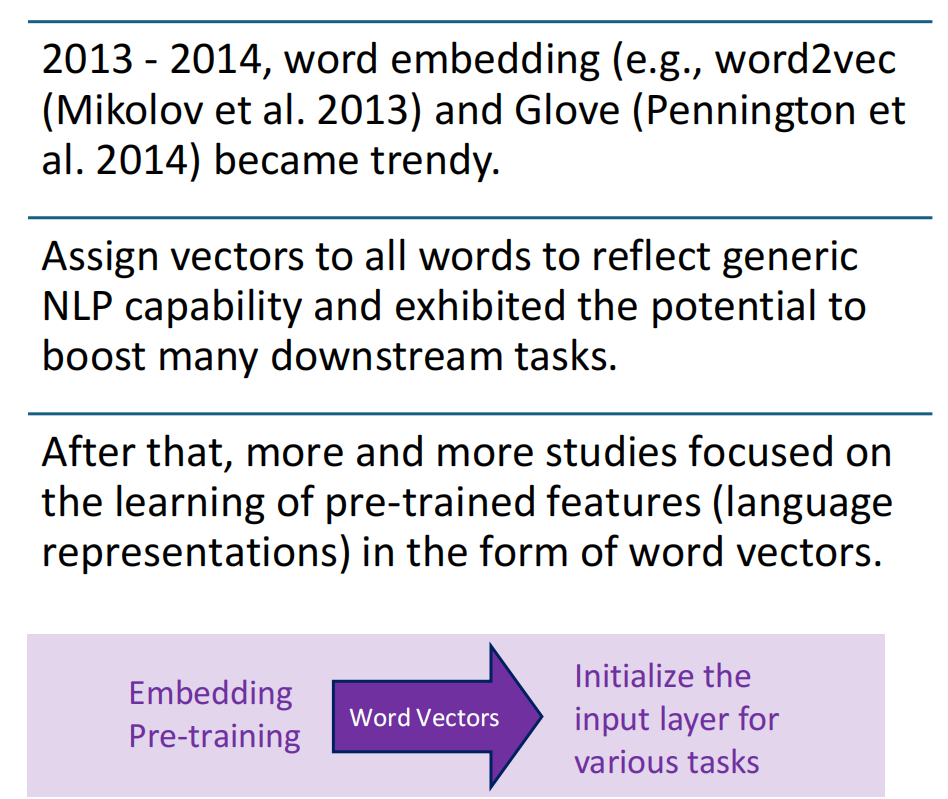 2013 - 2014, word embedding (e.g., word2vec
(Mikolov et al. 2013) and Glove (Pennington et
al. 2014) became trendy.
Assign vectors to all words to reflect generic
NLP capability and exhibited the potential to
boost many downstream tasks.
After that, more and more studies focused on
the learning of pre-trained features (language
representations) in the form of word vectors.
Embedding
Pre-training
Word Vectors
Initialize the
input layer for
various tasks